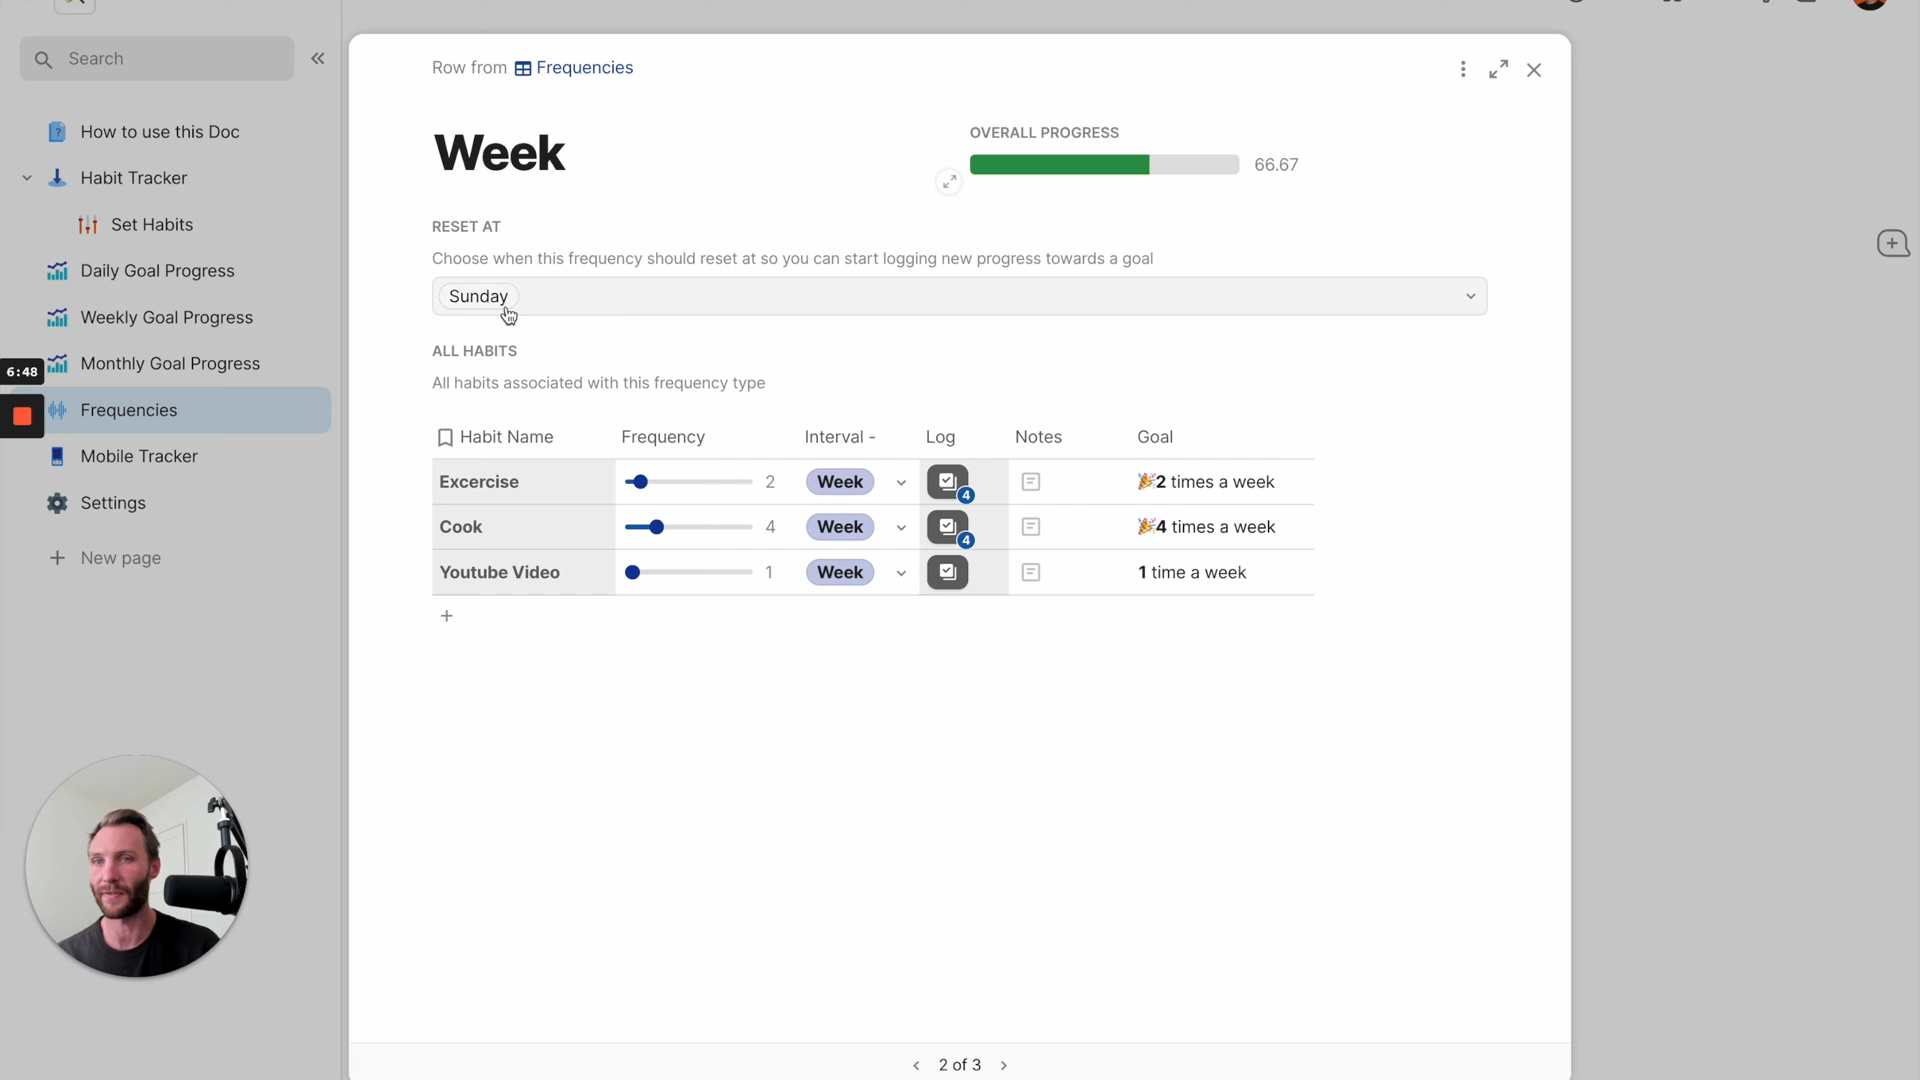 Search
How to use this Doc
Habit Tracker
Set Habits
Daily Goal Progress
Weekly Goal Progress
Monthly Goal Progress
6:48
Frequencies
Mobile Tracker
Settings
New page
Row from Frequencies
Week
OVERALL PROGRESS
66.67
RESET AT
Choose when this frequency should reset at so you can start logging new progress towards a goal
Sunday
ALL HABITS
All habits associated with this frequency type
Habit Name Frequency Interval - Log Notes Goal
Excercise 2 Week 4 🎉2 times a week
Cook 4 Week 4 🎉4 times a week
Youtube Video 1 Week 1 time a week
2 of 3